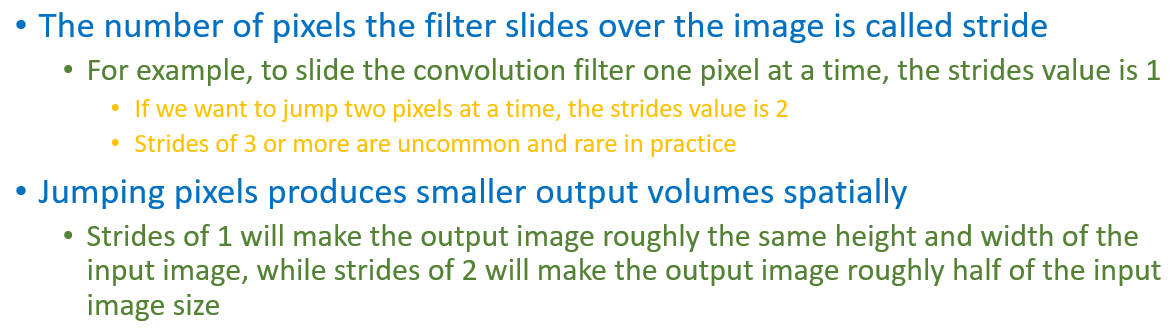 • The number of pixels the filter slides over the image is called stride
• For example, to slide the convolution filter one pixel at a time, the strides value is 1
• If we want to jump two pixels at a time, the strides value is 2
• Strides of 3 or more are uncommon and rare in practice
• Jumping pixels produces smaller output volumes spatially
• Strides of 1 will make the output image roughly the same height and width of the
input image, while strides of 2 will make the output image roughly half of the input
image size